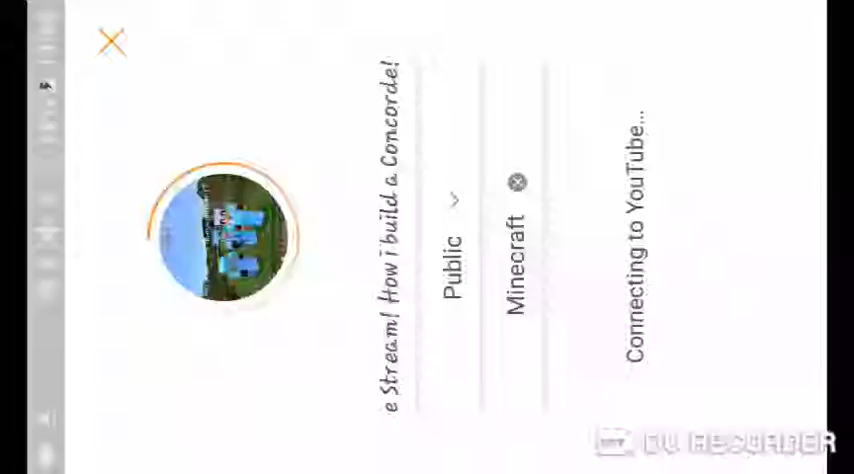 e Stream! How i build a Concorde!
Public
Minecraft
Connecting to YouTube...
DU RECORDER